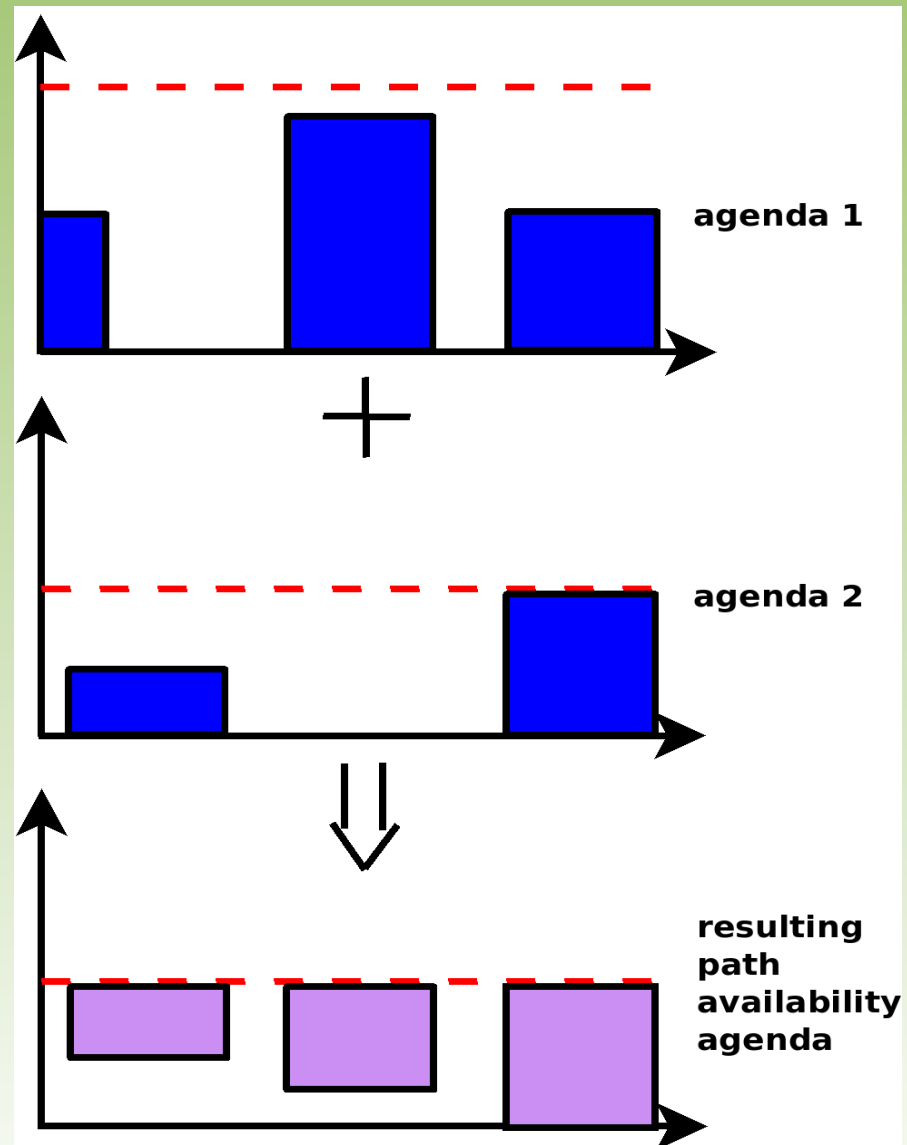 agenda 1
agenda 2
resulting
path
availability
agenda